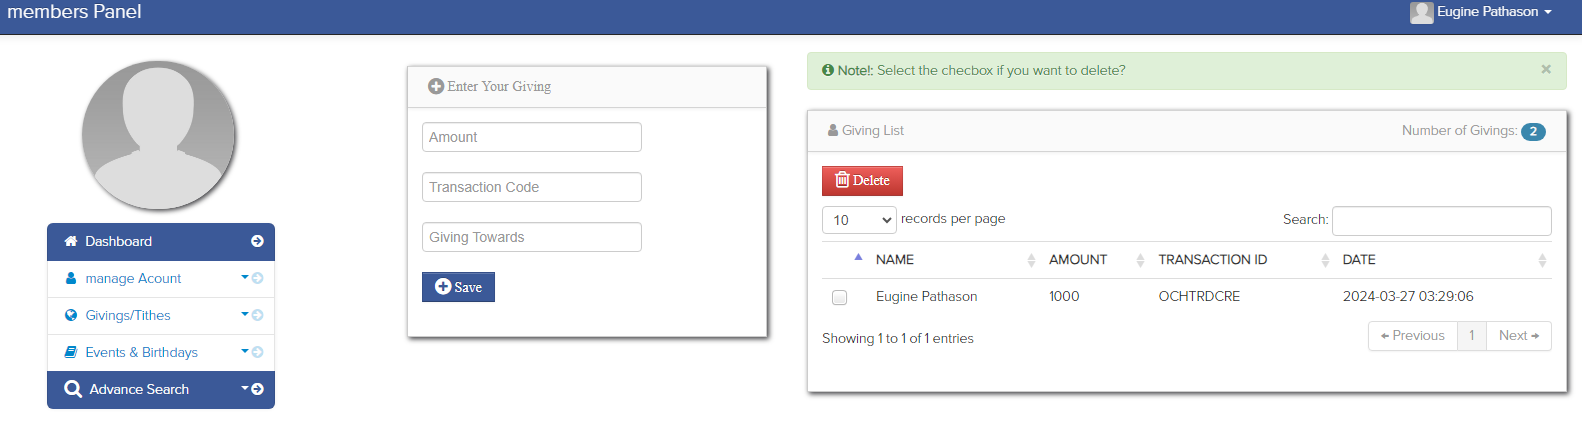 members Panel
Eugine Pathason
Dashboard
manage Acount
Givings/Tithes
Events & Birthdays
Advance Search
Enter Your Giving
Amount
Transaction Code
Giving Towards
Save
Note!: Select the checbox if you want to delete?
×
Giving List
Number of Givings: 2
Delete
10 records per page
Search:
NAME AMOUNT TRANSACTION ID DATE
Eugine Pathason 1000 OCHTRDCRE 2024-03-27 03:29:06
Showing 1 to 1 of 1 entries
← Previous 1 Next →